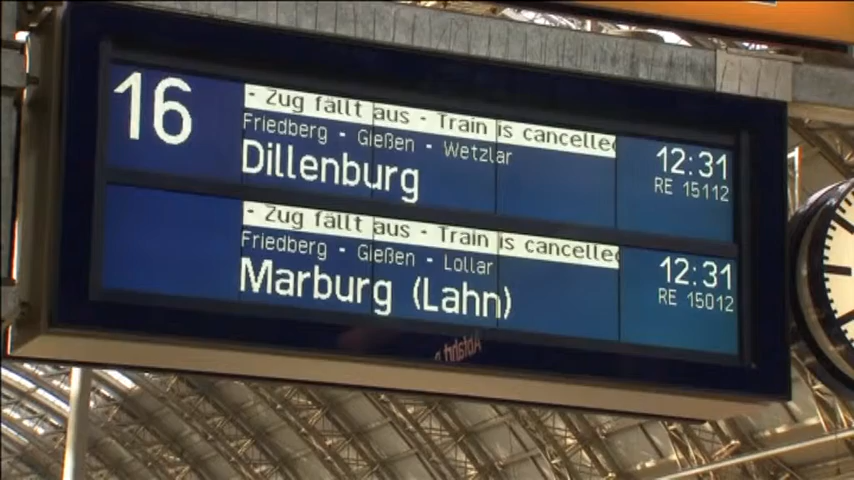 16
- Zug fällt aus - Train is cancelled
Friedberg - Gießen - Wetzlar
Dillenburg
12:31
RE 15112
- Zug fällt aus - Train is cancelled
Friedberg - Gießen - Lollar
Marburg (Lahn)
12:31
RE 15012